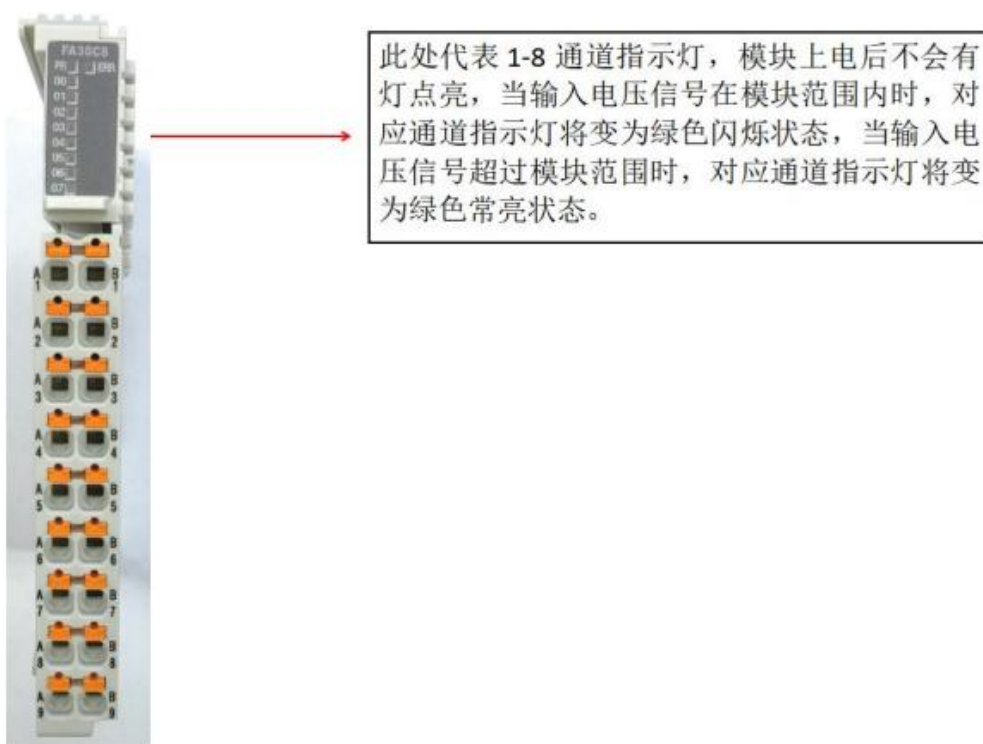 FA36C8
PR ERR
00
01
02
03
04
05
06
07
此处代表 1-8 通道指示灯，模块上电后不会有
灯点亮，当输入电压信号在模块范围内时，对
应通道指示灯将变为绿色闪烁状态，当输入电
压信号超过模块范围时，对应通道指示灯将变
为绿色常亮状态。
A B
1 1
A B
2 2
A B
3 3
A B
4 4
A B
5 5
A B
6 6
A B
7 7
A B
8 8
A B
9 9